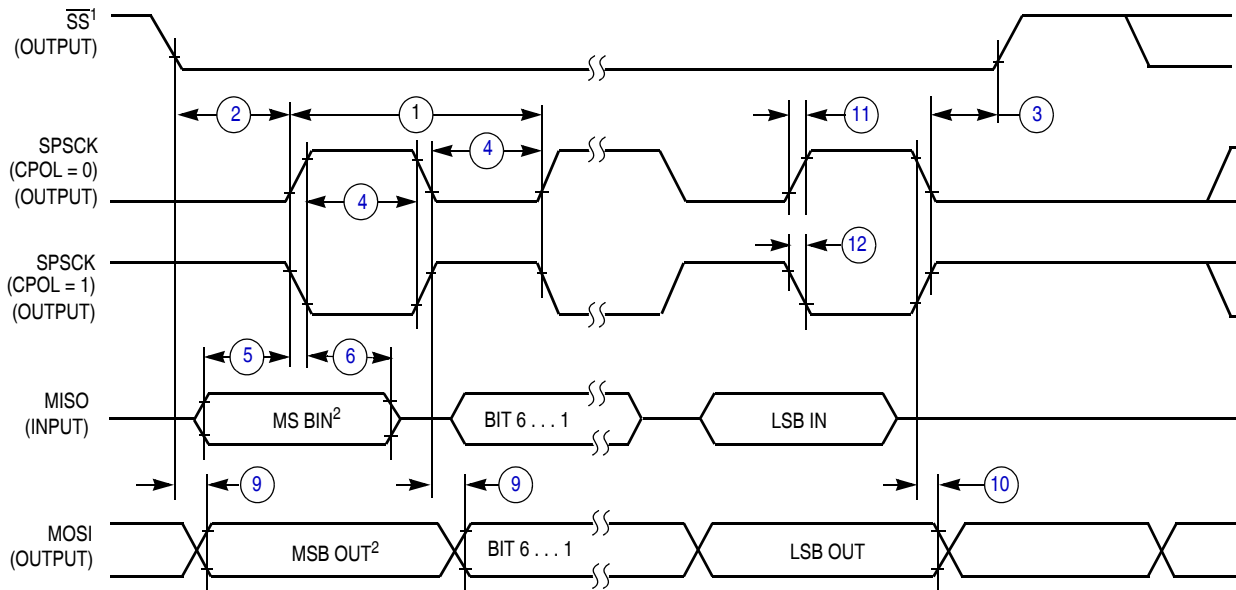 SS¹
(OUTPUT)
2
1
11
3
SPSCK
(CPOL = 0)
(OUTPUT)
4
4
12
SPSCK
(CPOL = 1)
(OUTPUT)
5
6
MISO
(INPUT)
MS BIN²
BIT 6 . . . 1
LSB IN
9
9
10
MOSI
(OUTPUT)
MSB OUT²
BIT 6 . . . 1
LSB OUT